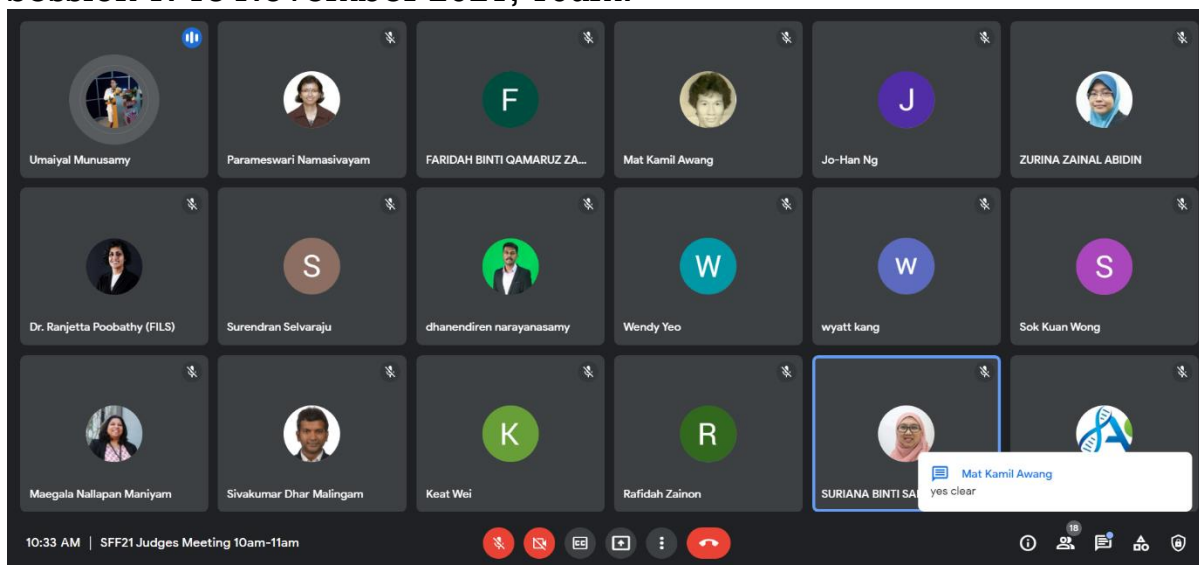 F
J
Umaiyal Munusamy
Parameswari Namasivayam
FARIDAH BINTI QAMARUZ ZA...
Mat Kamil Awang
Jo-Han Ng
ZURINA ZAINAL ABIDIN
S
W
w
S
Dr. Ranjetta Poobathy (FILS)
Surendran Selvaraju
dhanendiren narayanasamy
Wendy Yeo
wyatt kang
Sok Kuan Wong
K
R
Mat Kamil Awang
yes clear
Maegala Nallapan Maniyam
Sivakumar Dhar Malingam
Keat Wei
Rafidah Zainon
SURIANA BINTI
10:33 AM | SFF21 Judges Meeting 10am-11am
CC
18